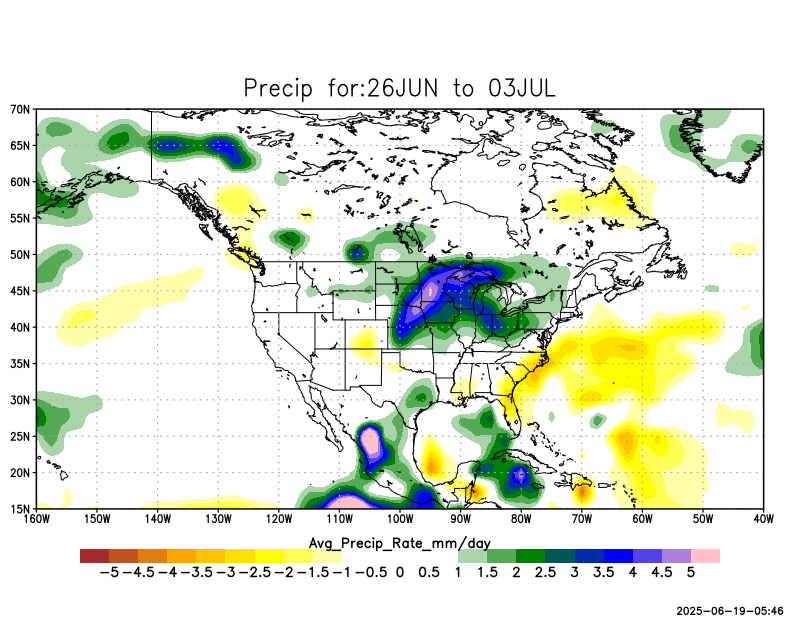 Precip for:26JUN to 03JUL
70N
65N
60N
55N
50N
45N
40N
35N
30N
25N
20N
15N
160W 150W 140W 130W 120W 110W 100W 90W 80W 70W 60W 50W 40W
Avg_Precip_Rate_mm/day
-5 -4.5 -4 -3.5 -3 -2.5 -2 -1.5 -1 -0.5 0 0.5 1 1.5 2 2.5 3 3.5 4 4.5 5
2025-06-19-05:46